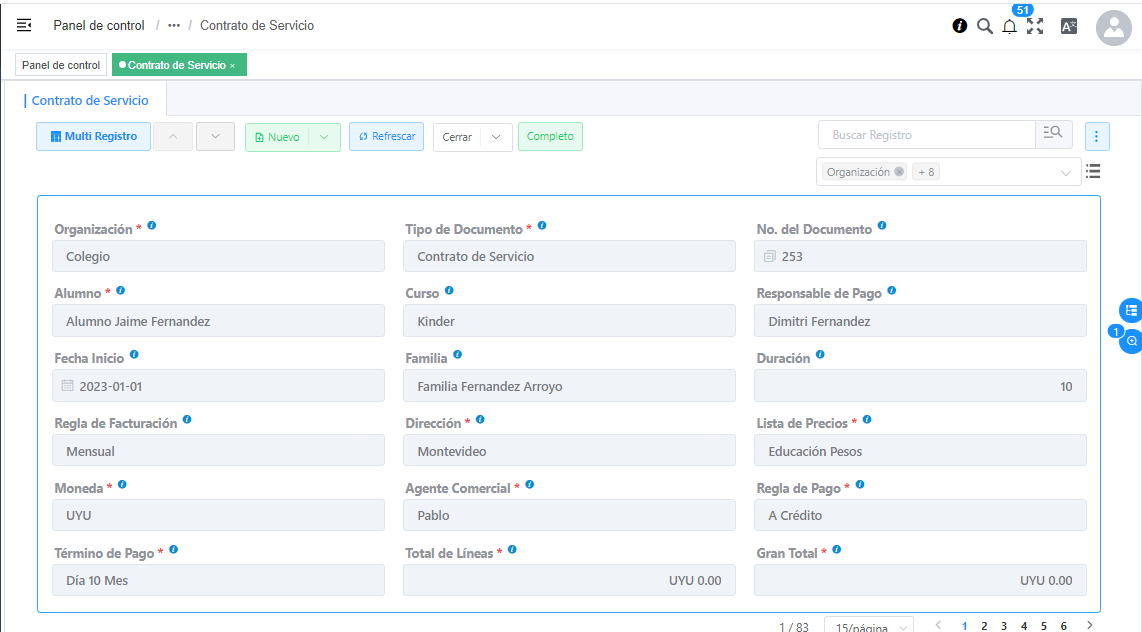 Panel de control / ••• / Contrato de Servicio
51
Panel de control
Contrato de Servicio ×
Contrato de Servicio
Multi Registro Nuevo Refrescar Cerrar Completo Buscar Registro
Organización + 8
Organización * Tipo de Documento * No. del Documento
Colegio Contrato de Servicio 253
Alumno * Curso Responsable de Pago
Alumno Jaime Fernandez Kinder Dimitri Fernandez
1
Fecha Inicio Familia Duración
2023-01-01 Familia Fernandez Arroyo 10
Regla de Facturación Dirección * Lista de Precios *
Mensual Montevideo Educación Pesos
Moneda * Agente Comercial * Regla de Pago *
UYU Pablo A Crédito
Término de Pago * Total de Líneas * Gran Total *
Día 10 Mes UYU 0.00 UYU 0.00
1 / 83 15/página 1 2 3 4 5 6